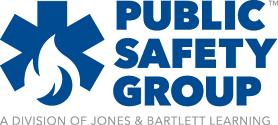 PUBLIC™
SAFETY
GROUP
A DIVISION OF JONES & BARTLETT LEARNING